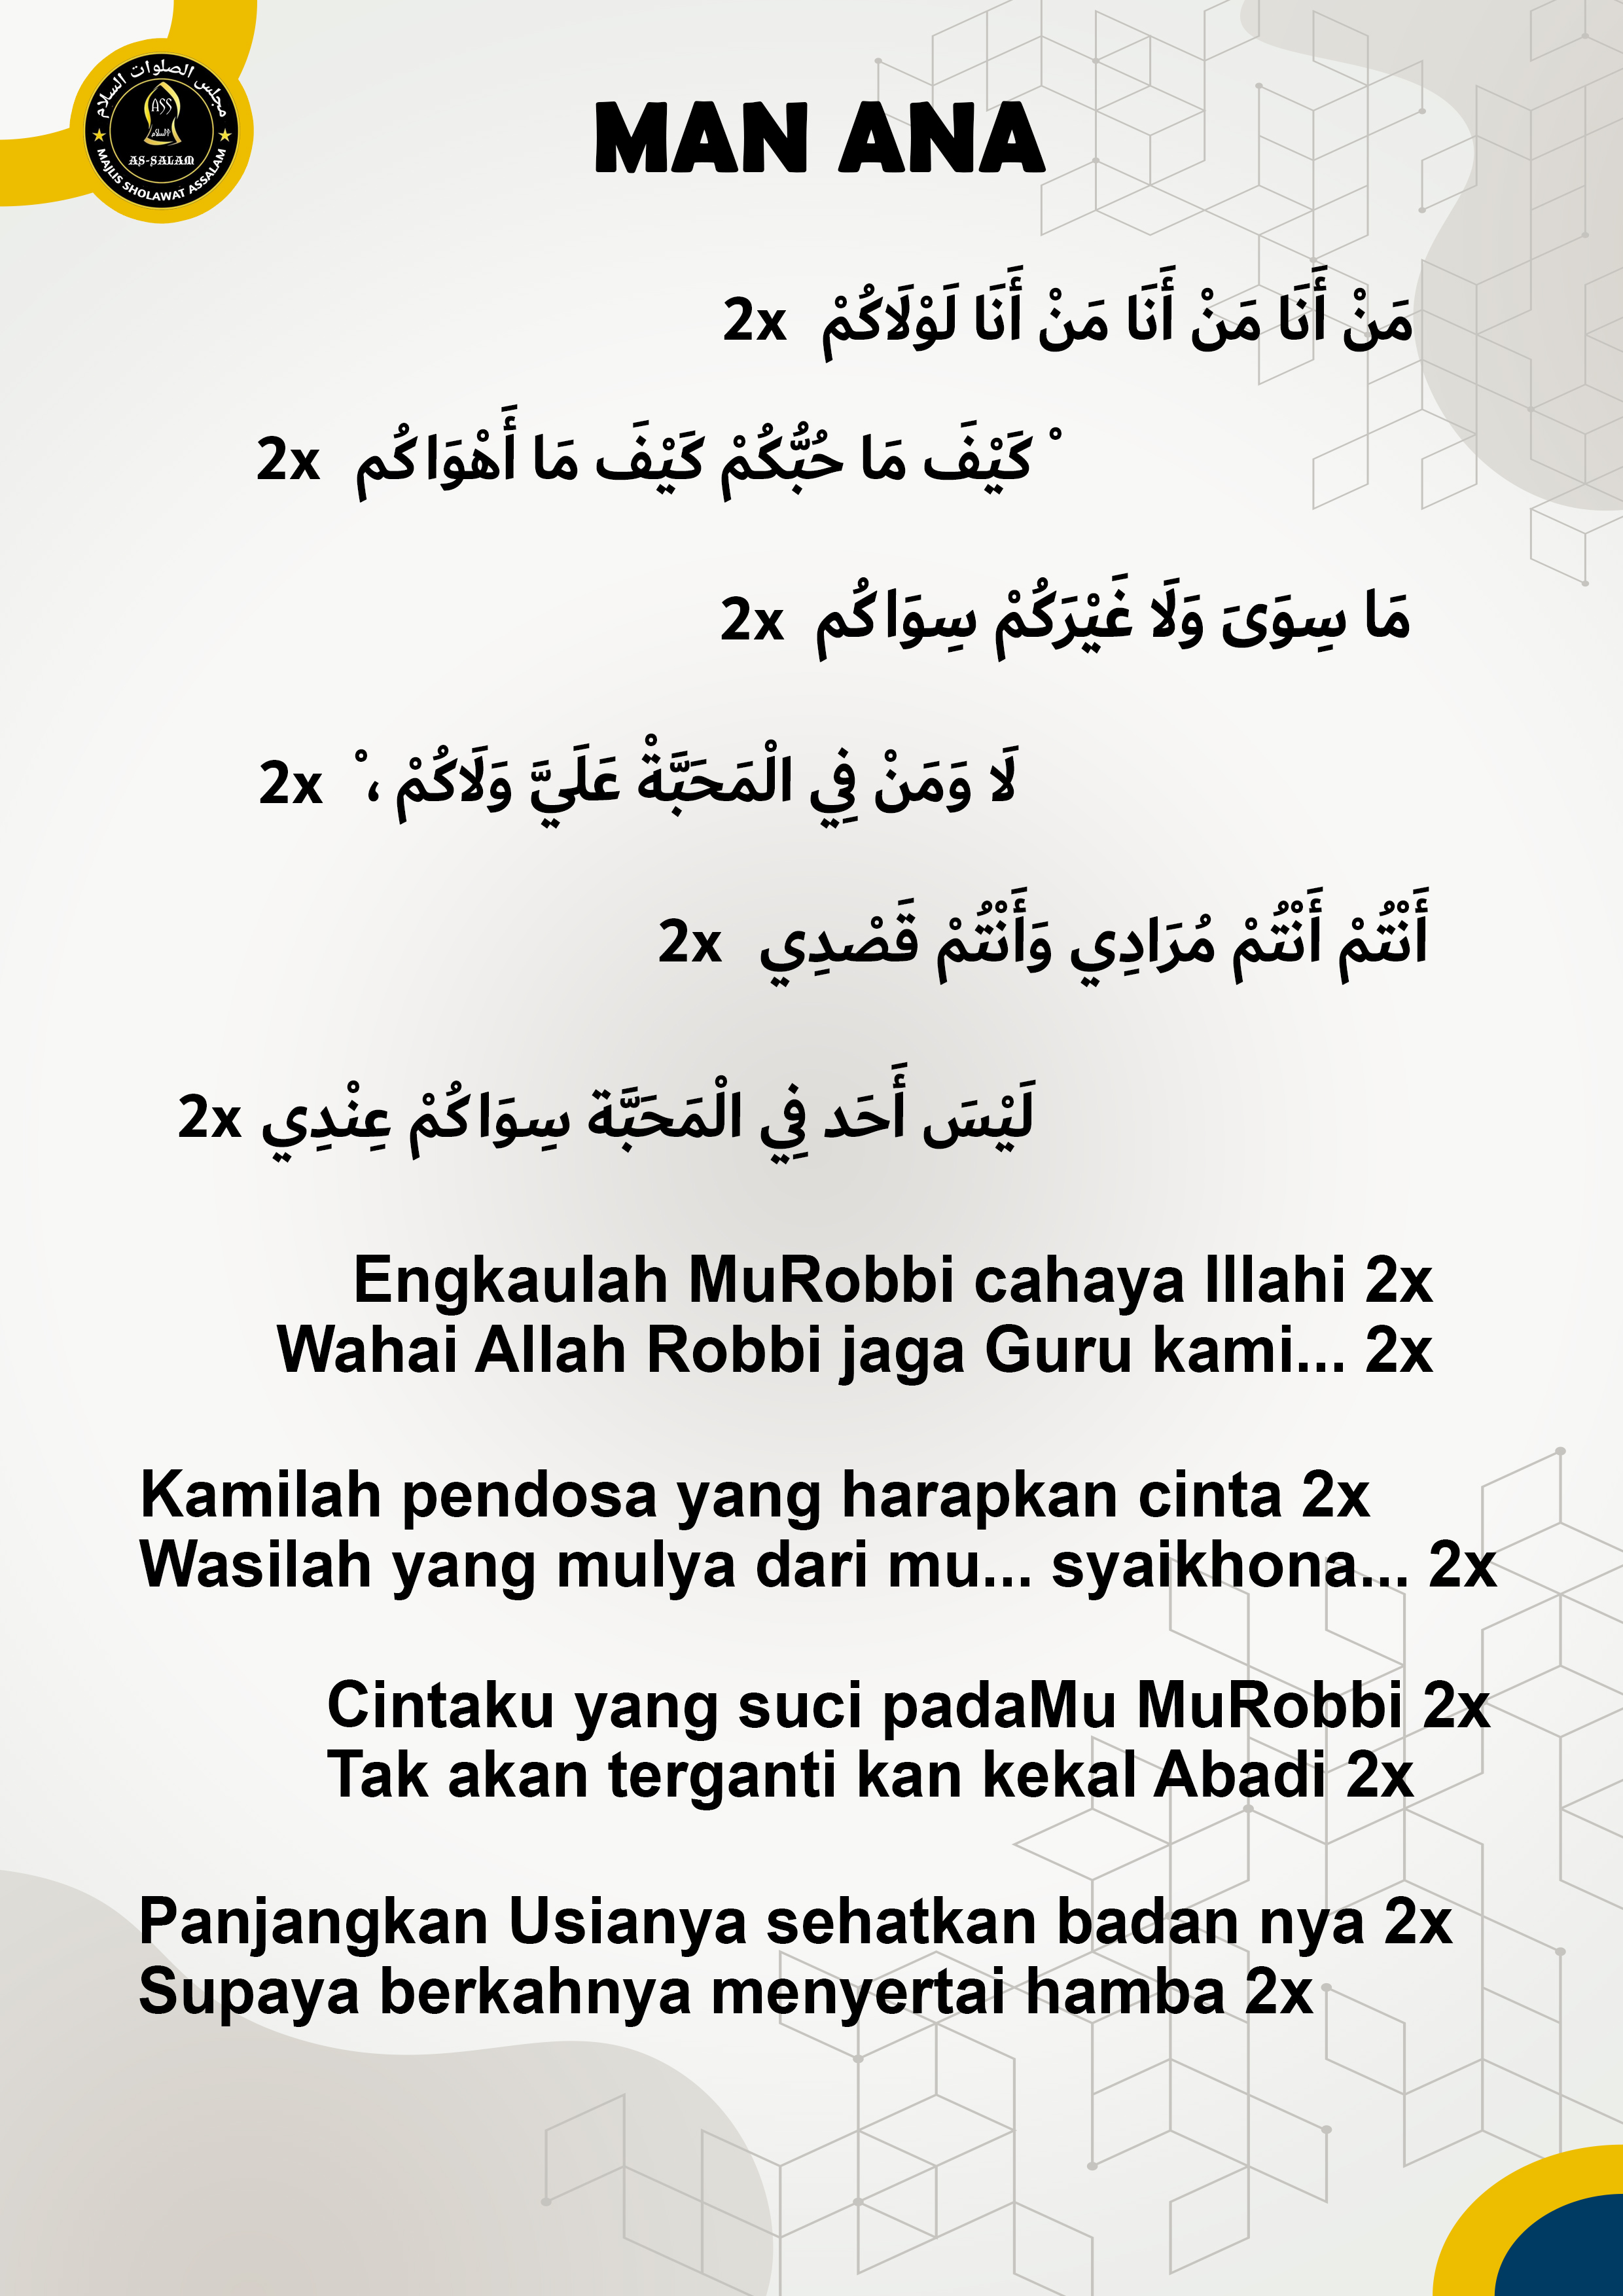 مجلس الصلوات السلام
ASS
السلام
AS-SALAM
MAJLIS SHOLAWAT ASSALAM
MAN ANA
مَنْ أَنَا مَنْ أَنَا مَنْ أَنَا لَوْلَاكُمْ 2x
ْ كَيْفَ مَا حُبُّكُمْ كَيْفَ مَا أَهْوَاكُم 2x
مَا سِوَىَ وَلَا غَيْرَكُمْ سِوَاكُم 2x
لَا وَمَنْ فِي الْمَحَبَّةْ عَلَيَّ وَلَاكُمْ ، ْ 2x
أَنْتُمْ أَنْتُمْ مُرَادِي وَأَنْتُمْ قَصْدِي 2x
لَيْسَ أَحَد فِي الْمَحَبَّة سِوَاكُمْ عِنْدِي 2x
Engkaulah MuRobbi cahaya Illahi 2x
Wahai Allah Robbi jaga Guru kami... 2x
Kamilah pendosa yang harapkan cinta 2x
Wasilah yang mulya dari mu... syaikhona... 2x
Cintaku yang suci padaMu MuRobbi 2x
Tak akan terganti kan kekal Abadi 2x
Panjangkan Usianya sehatkan badan nya 2x
Supaya berkahnya menyertai hamba 2x